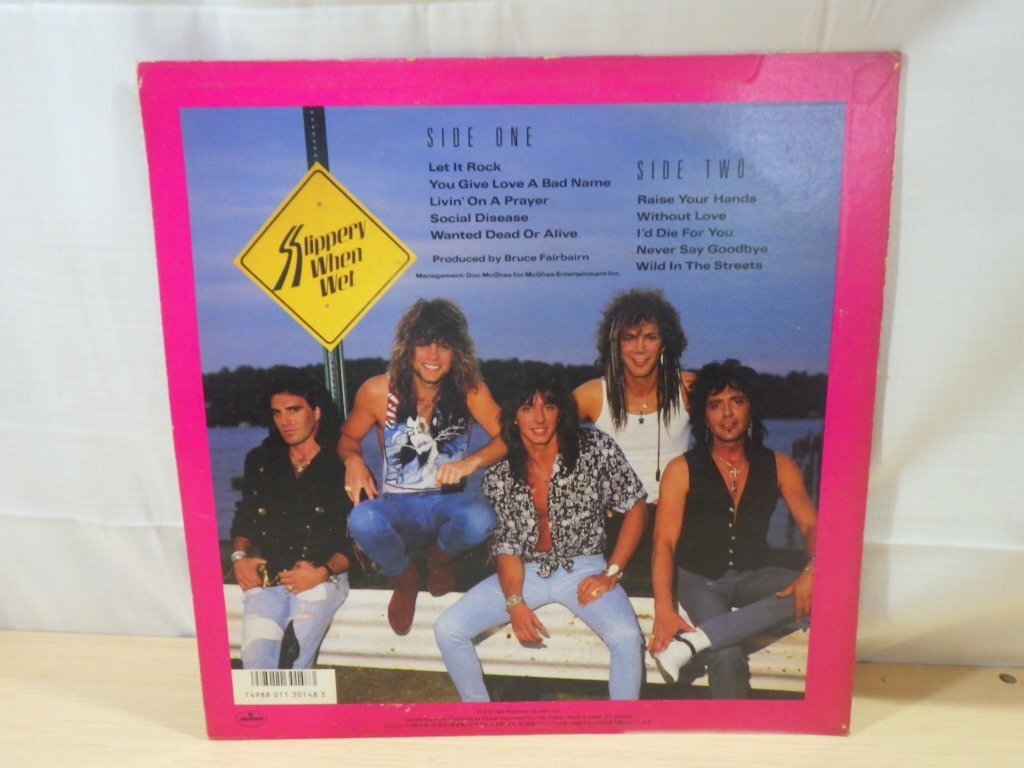 SIDE ONE
Let It Rock
You Give Love A Bad Name
Livin' On A Prayer
Social Disease
Wanted Dead Or Alive
Produced by Bruce Fairbairn
Management: Doc McGhee for McGhee Entertainment Inc.
SIDE TWO
Raise Your Hands
Without Love
I'd Die For You
Never Say Goodbye
Wild In The Streets
Slippery
When
Wet
T4988 011 30148 3